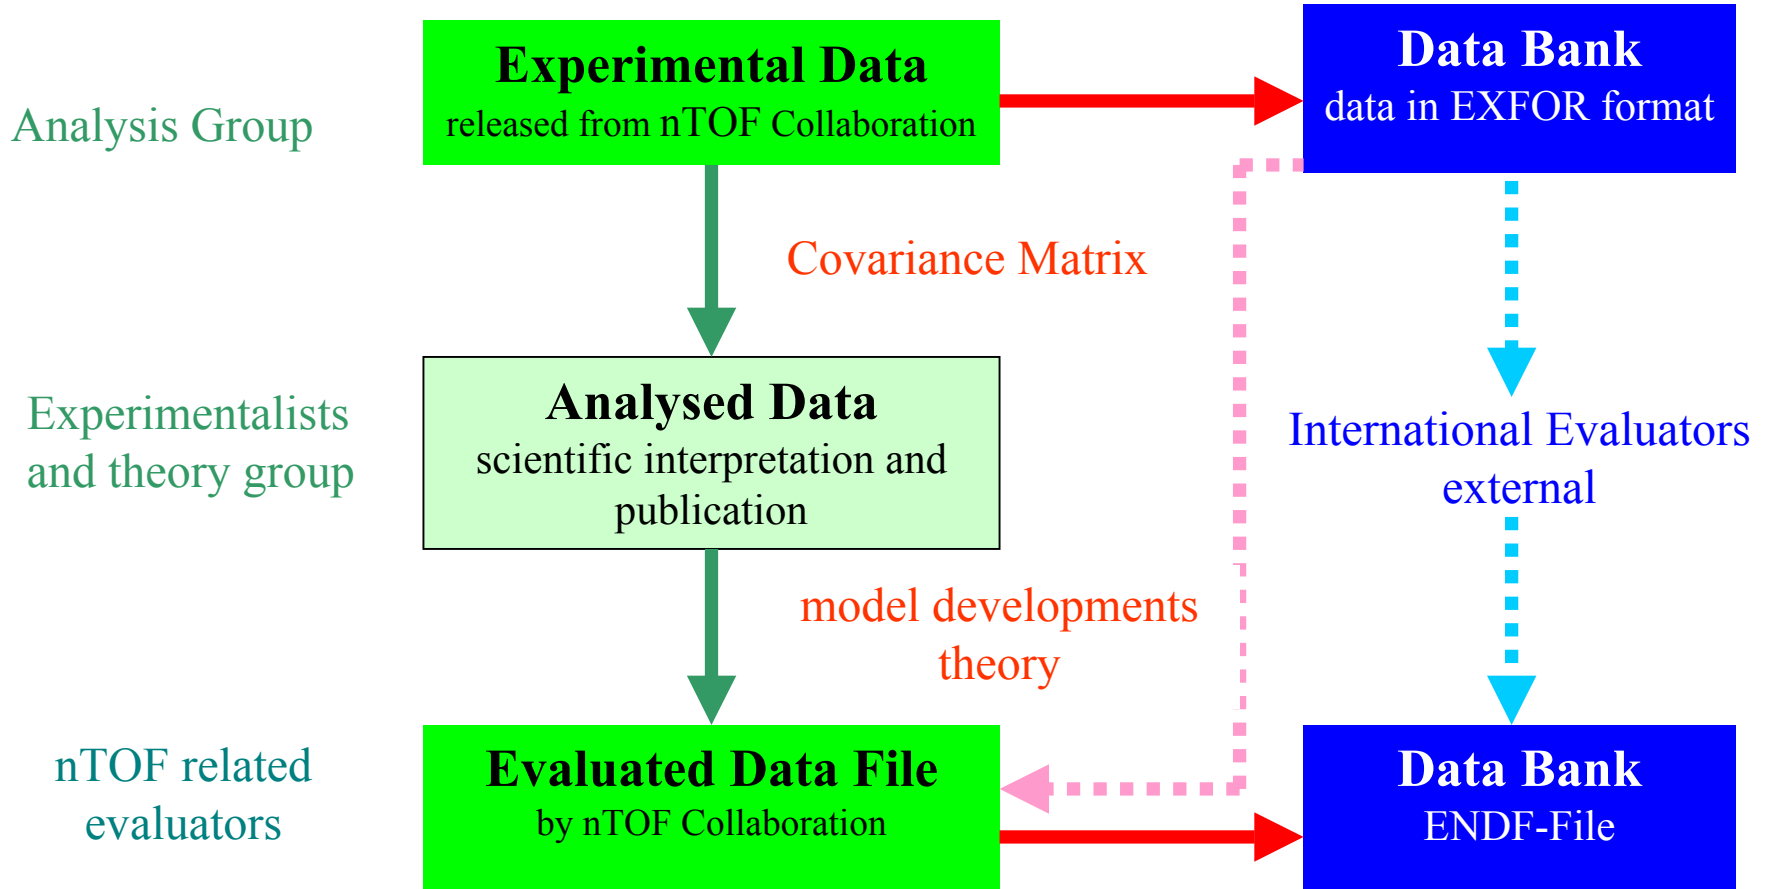 Analysis Group
Experimental Data
released from nTOF Collaboration
Data Bank
data in EXFOR format
Covariance Matrix
Experimentalists
and theory group
Analysed Data
scientific interpretation and
publication
International Evaluators
external
model developments
theory
nTOF related
evaluators
Evaluated Data File
by nTOF Collaboration
Data Bank
ENDF-File